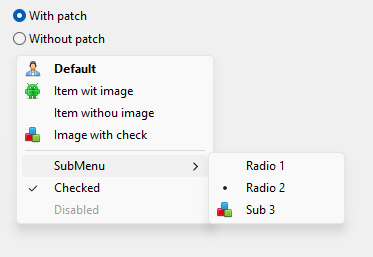 With patch
Without patch
Default
Item wit image
Item withou image
Image with check
SubMenu
Checked
Disabled
Radio 1
Radio 2
Sub 3